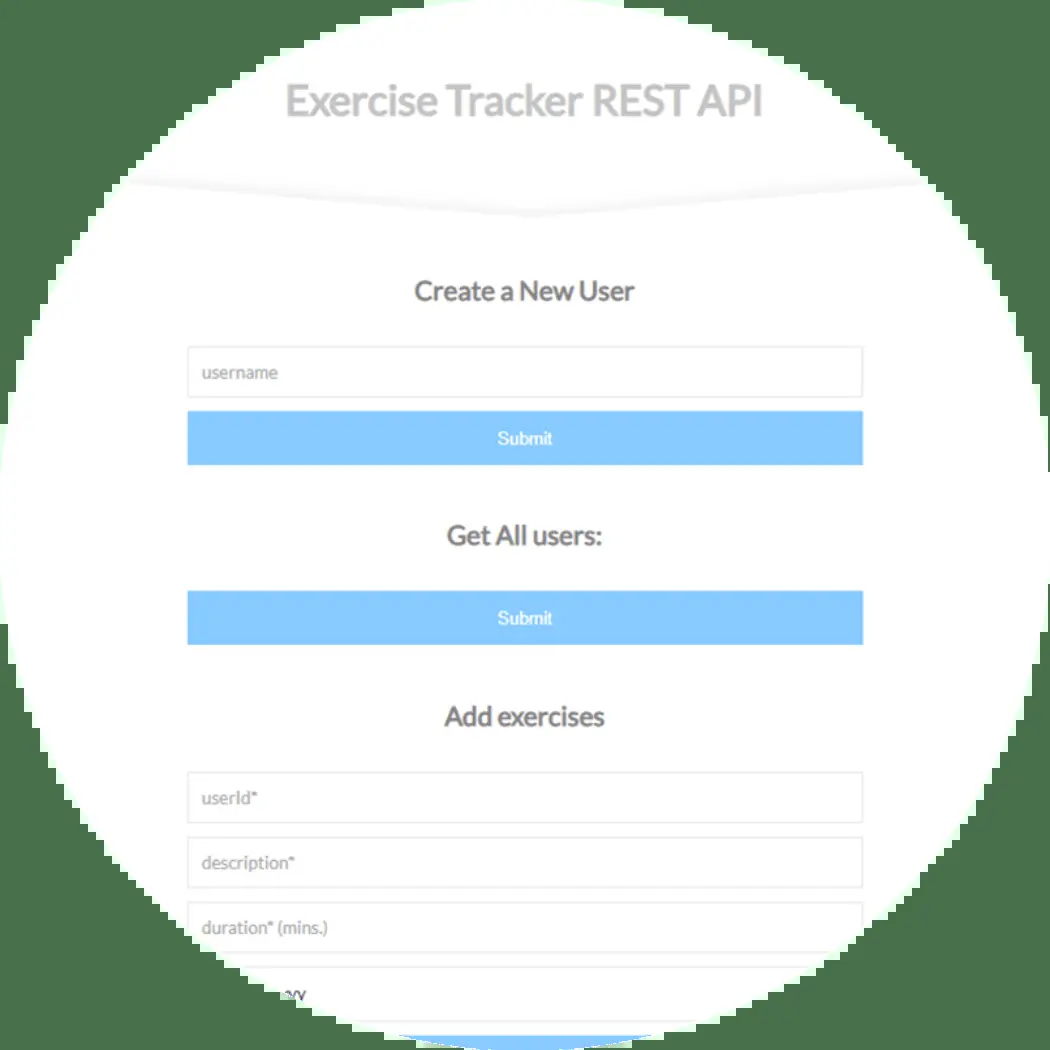 Exercise Tracker REST API
Create a New User
username
Submit
Get All users:
Submit
Add exercises
userId*
description*
duration* (mins.)